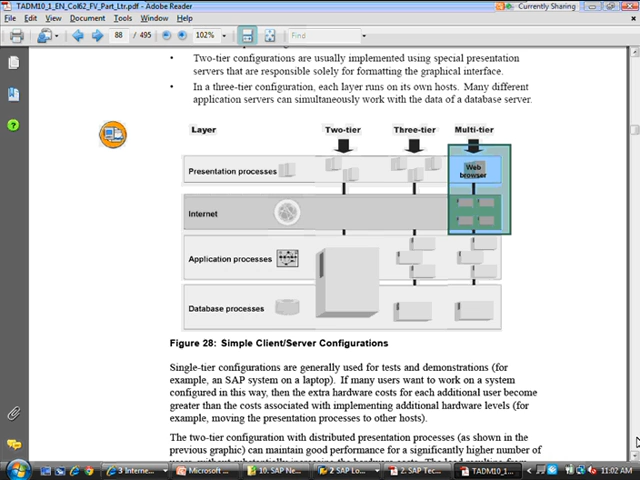 TADM10_1_EN_Col62_FV_Part_Ltr.pdf - Adobe Reader
Currently Sharing
File Edit View Document Tools Window Help
88 / 495
102%
Find
• Two-tier configurations are usually implemented using special presentation
servers that are responsible solely for formatting the graphical interface.
• In a three-tier configuration, each layer runs on its own hosts. Many different
application servers can simultaneously work with the data of a database server.
Layer Two-tier Three-tier Multi-tier
Presentation processes
Web
browser
Internet
Application processes
Database processes
Figure 28: Simple Client/Server Configurations
Single-tier configurations are generally used for tests and demonstrations (for
example, an SAP system on a laptop). If many users want to work on a system
configured in this way, then the extra hardware costs for each additional user become
greater than the costs associated with implementing additional hardware levels (for
example, moving the presentation processes to other hosts).
The two-tier configuration with distributed presentation processes (as shown in the
previous graphic) can maintain good performance for a significantly higher number of
3 Internet... Microsoft ... 10. SAP Ne... 2 SAP Lo... 2. SAP Tec... TADM10_1... 11:02 AM